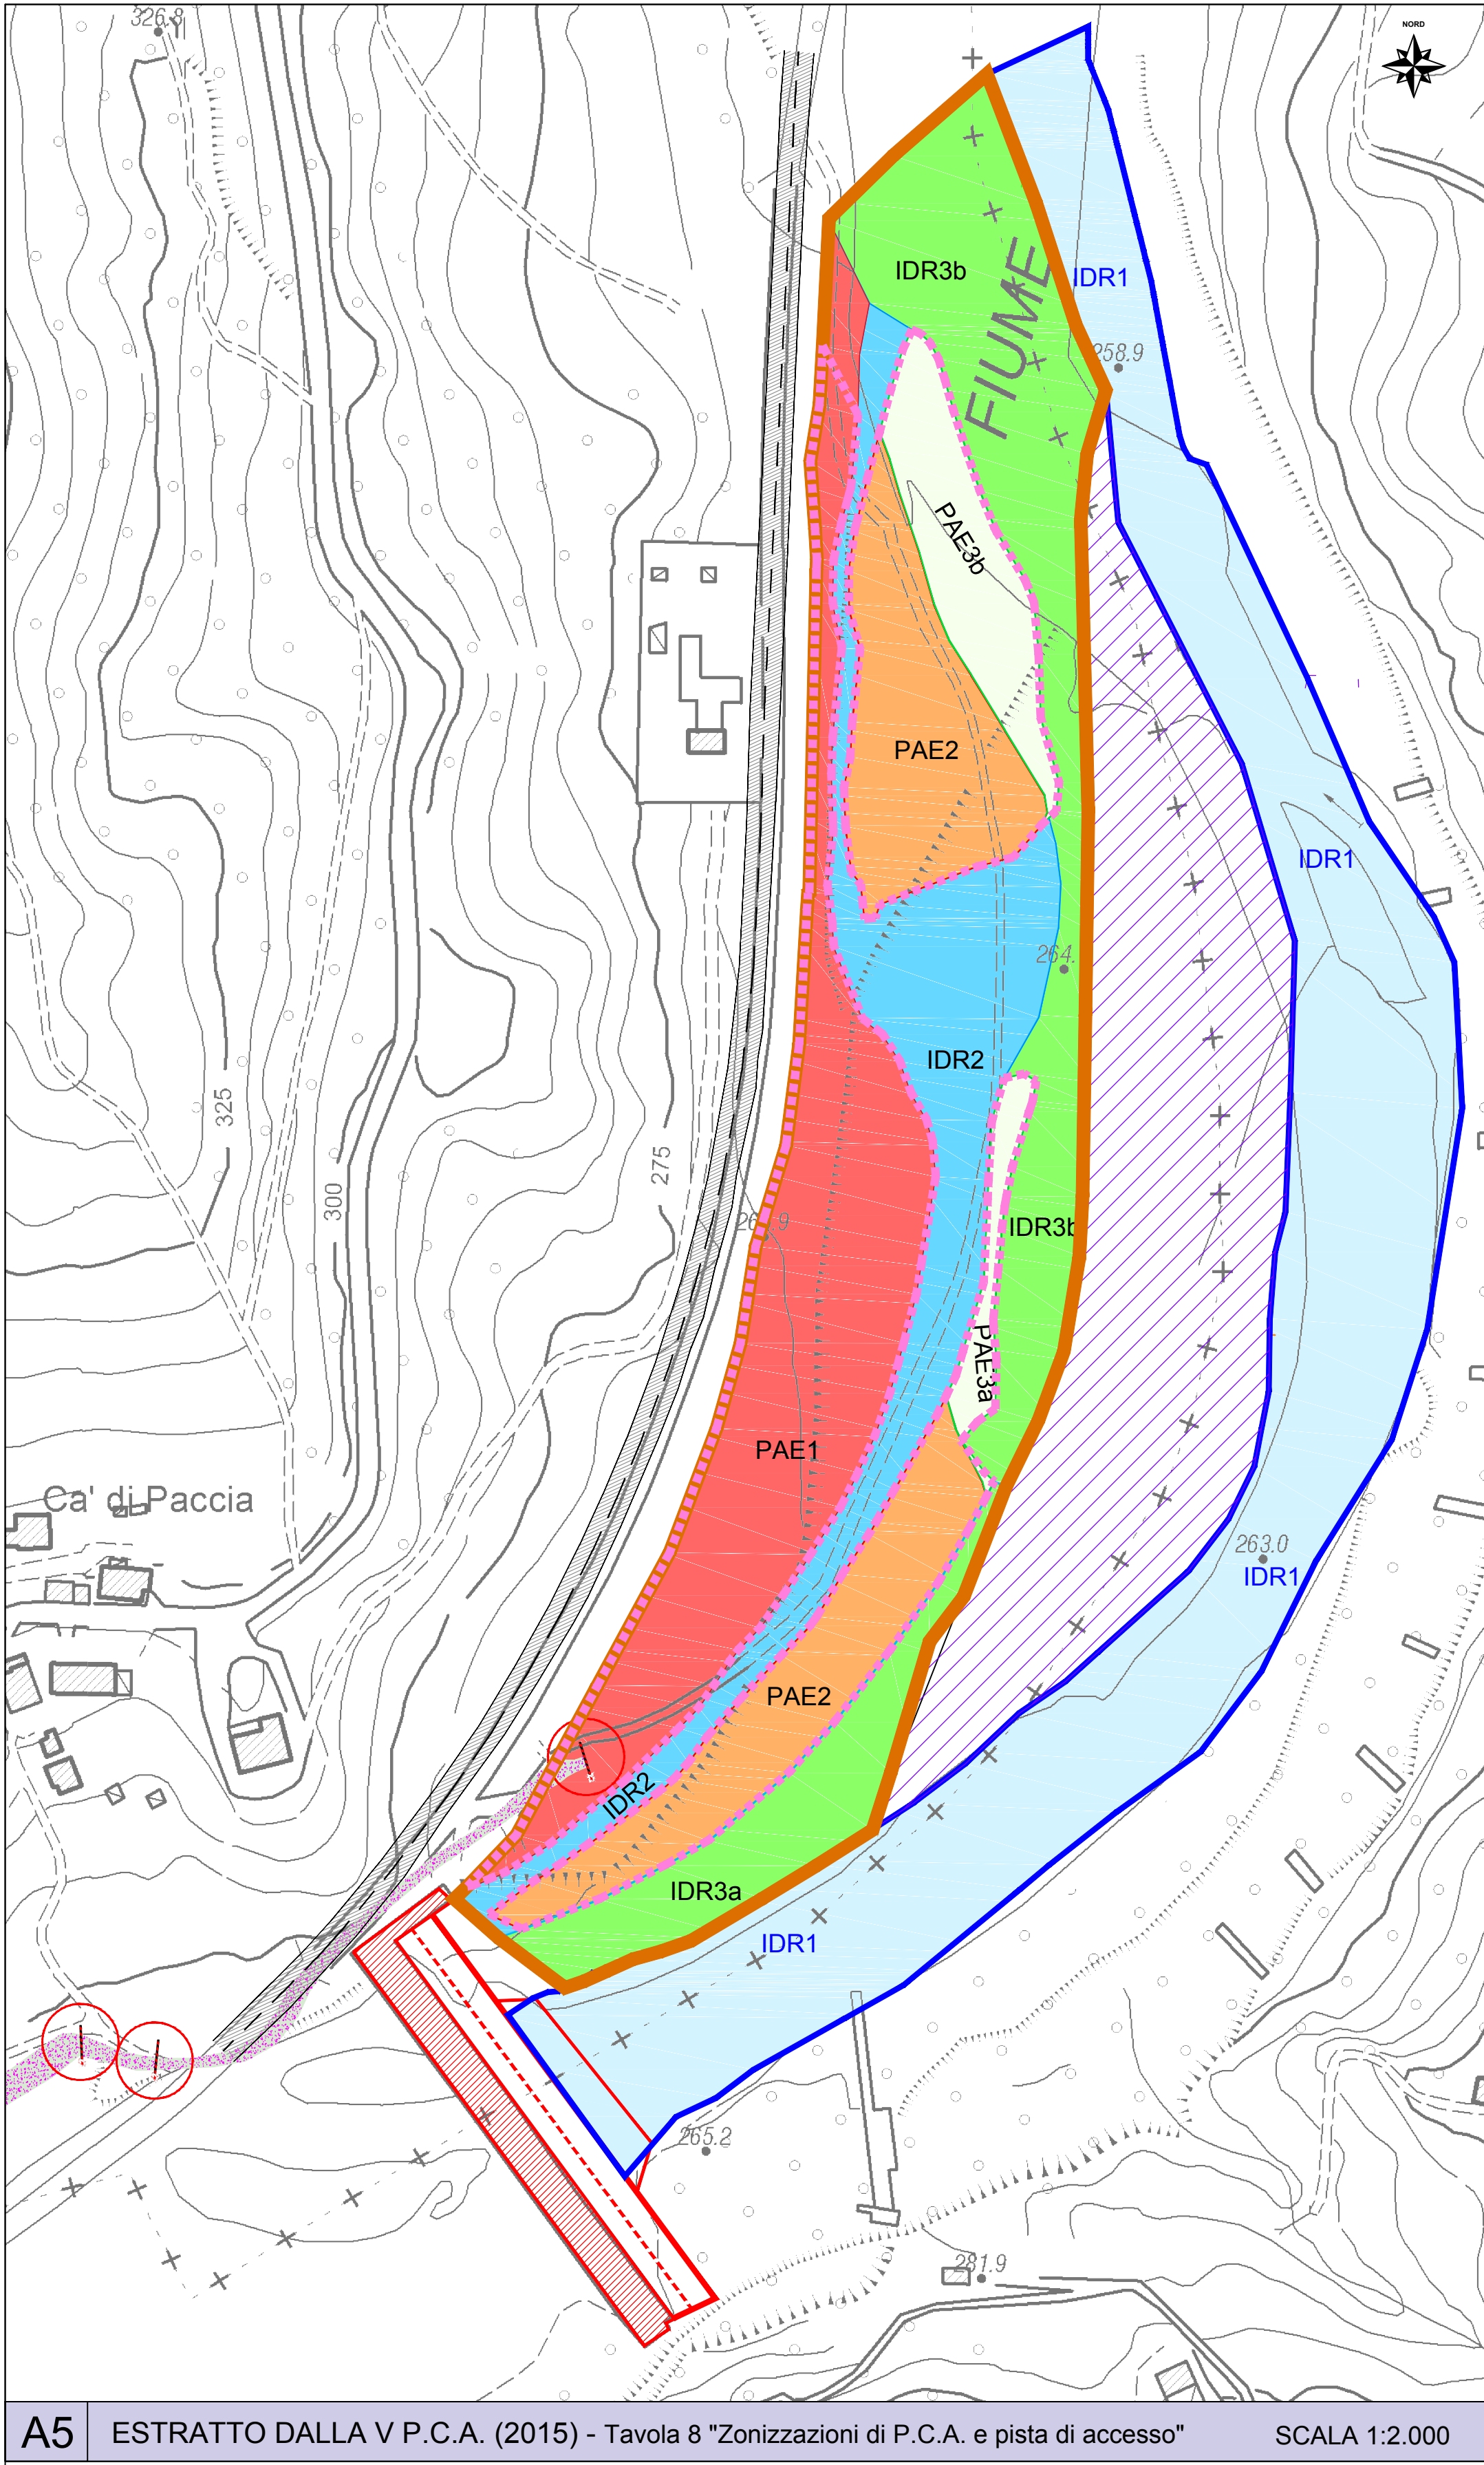 326.8
NORD
IDR3b
IDR1
FIUME
258.9
PAE3b
PAE2
IDR1
264.
IDR2
325
275
300
IDR3b
PAE3a
PAE1
Ca' di Paccia
263.0
IDR1
PAE2
IDR2
IDR3a
IDR1
265.2
281.9
A5 ESTRATTO DALLA V P.C.A. (2015) - Tavola 8 "Zonizzazioni di P.C.A. e pista di accesso" SCALA 1:2.000